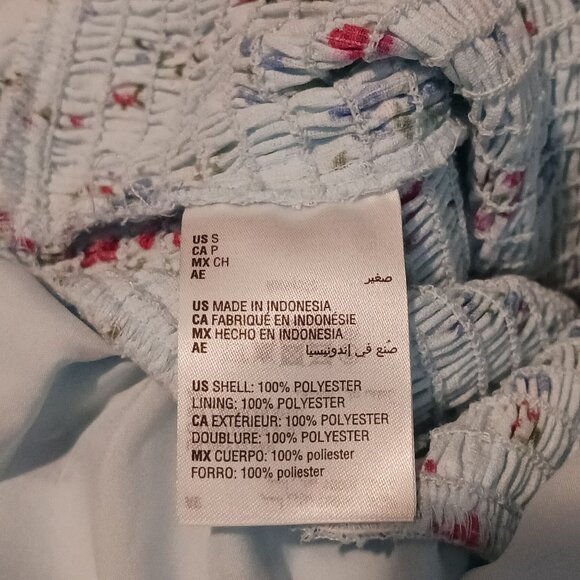 US S
CA P
MX CH
AE صغير
US MADE IN INDONESIA
CA FABRIQUÉ EN INDONÉSIE
MX HECHO EN INDONESIA
AE صُنع في إندونيسيا
US SHELL: 100% POLYESTER
LINING: 100% POLYESTER
CA EXTÉRIEUR: 100% POLYESTER
DOUBLURE: 100% POLYESTER
MX CUERPO: 100% poliester
FORRO: 100% poliester